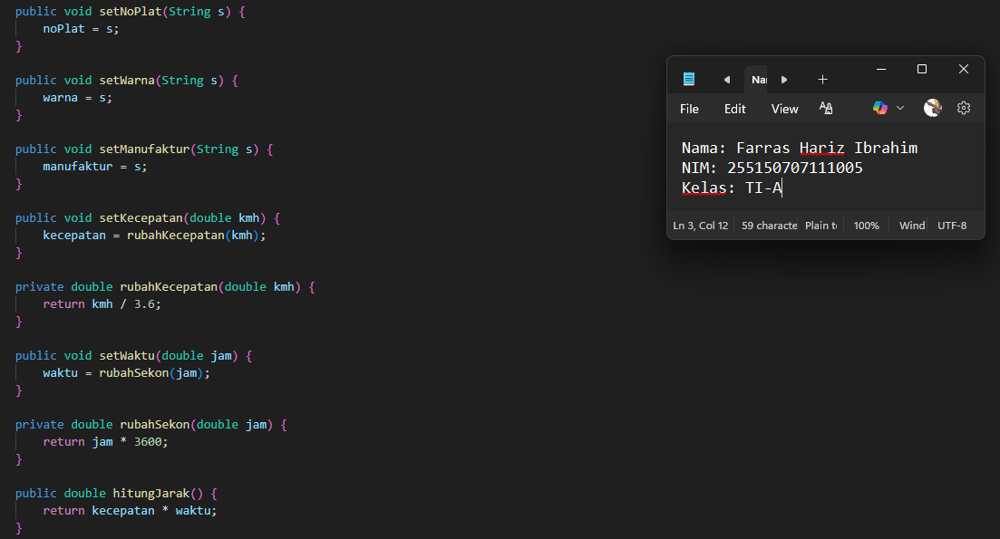 public void setNoPlat(String s) {
noPlat = s;
}
public void setWarna(String s) {
warna = s;
}
public void setManufaktur(String s) {
manufaktur = s;
}
public void setKecepatan(double kmh) {
kecepatan = rubahKecepatan(kmh);
}
private double rubahKecepatan(double kmh) {
return kmh / 3.6;
}
public void setWaktu(double jam) {
waktu = rubahSekon(jam);
}
private double rubahSekon(double jam) {
return jam * 3600;
}
public double hitungJarak() {
return kecepatan * waktu;
}
Nar
File Edit View
Nama: Farras Hariz Ibrahim
NIM: 255150707111005
Kelas: TI-A
Ln 3, Col 12 59 characte Plain t 100% Wind UTF-8